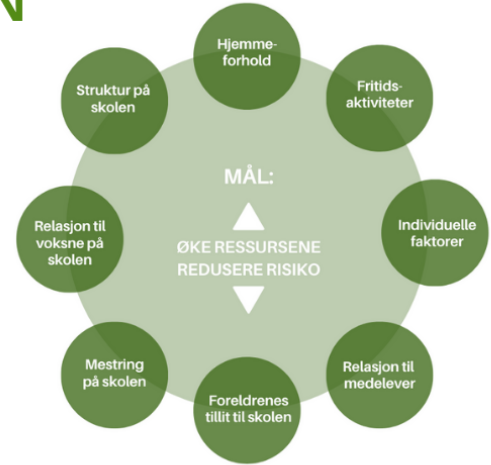 N
Hjemme-
forhold
Fritids-
aktiviteter
Individuelle
faktorer
Relasjon til
medelever
Foreldrenes
tillit til skolen
Mestring
på skolen
Relasjon til
voksne på
skolen
Struktur på
skolen
MÅL:
ØKE RESSURSENE
REDUSERE RISIKO